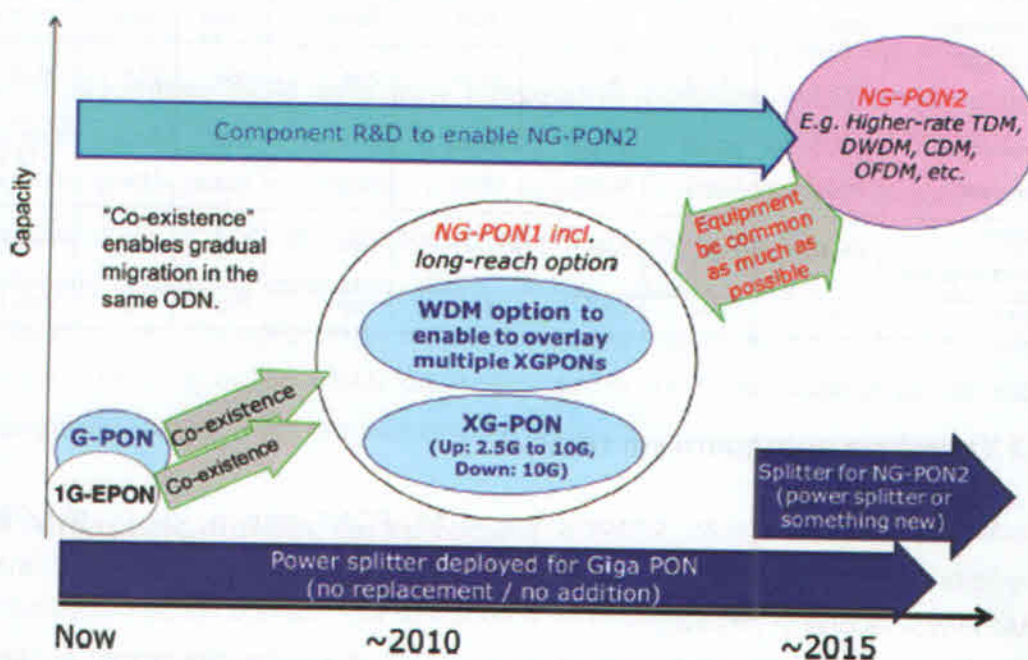 Capacity
NG-PON2
E.g. Higher-rate TDM,
DWDM, CDM,
OFDM, etc.
Component R&D to enable NG-PON2
"Co-existence"
enables gradual
migration in the
same ODN.
NG-PON1 incl.
long-reach option
Equipment
be common
as much as
possible
WDM option to
enable to overlay
multiple XGPONs
XG-PON
(Up: 2.5G to 10G,
Down: 10G)
G-PON
Co-existence
1G-EPON
Co-existence
Splitter for NG-PON2
(power splitter or
something new)
Power splitter deployed for Giga PON
(no replacement / no addition)
Now
~2010
~2015